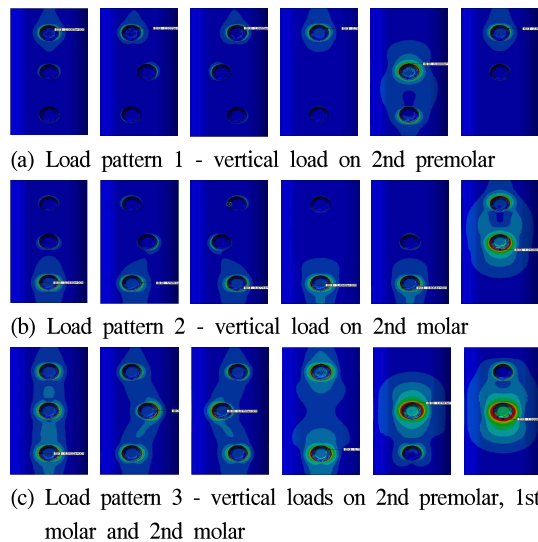 (a) Load pattern 1 - vertical load on 2nd premolar
(b) Load pattern 2 - vertical load on 2nd molar
(c) Load pattern 3 - vertical loads on 2nd premolar, 1st
molar and 2nd molar